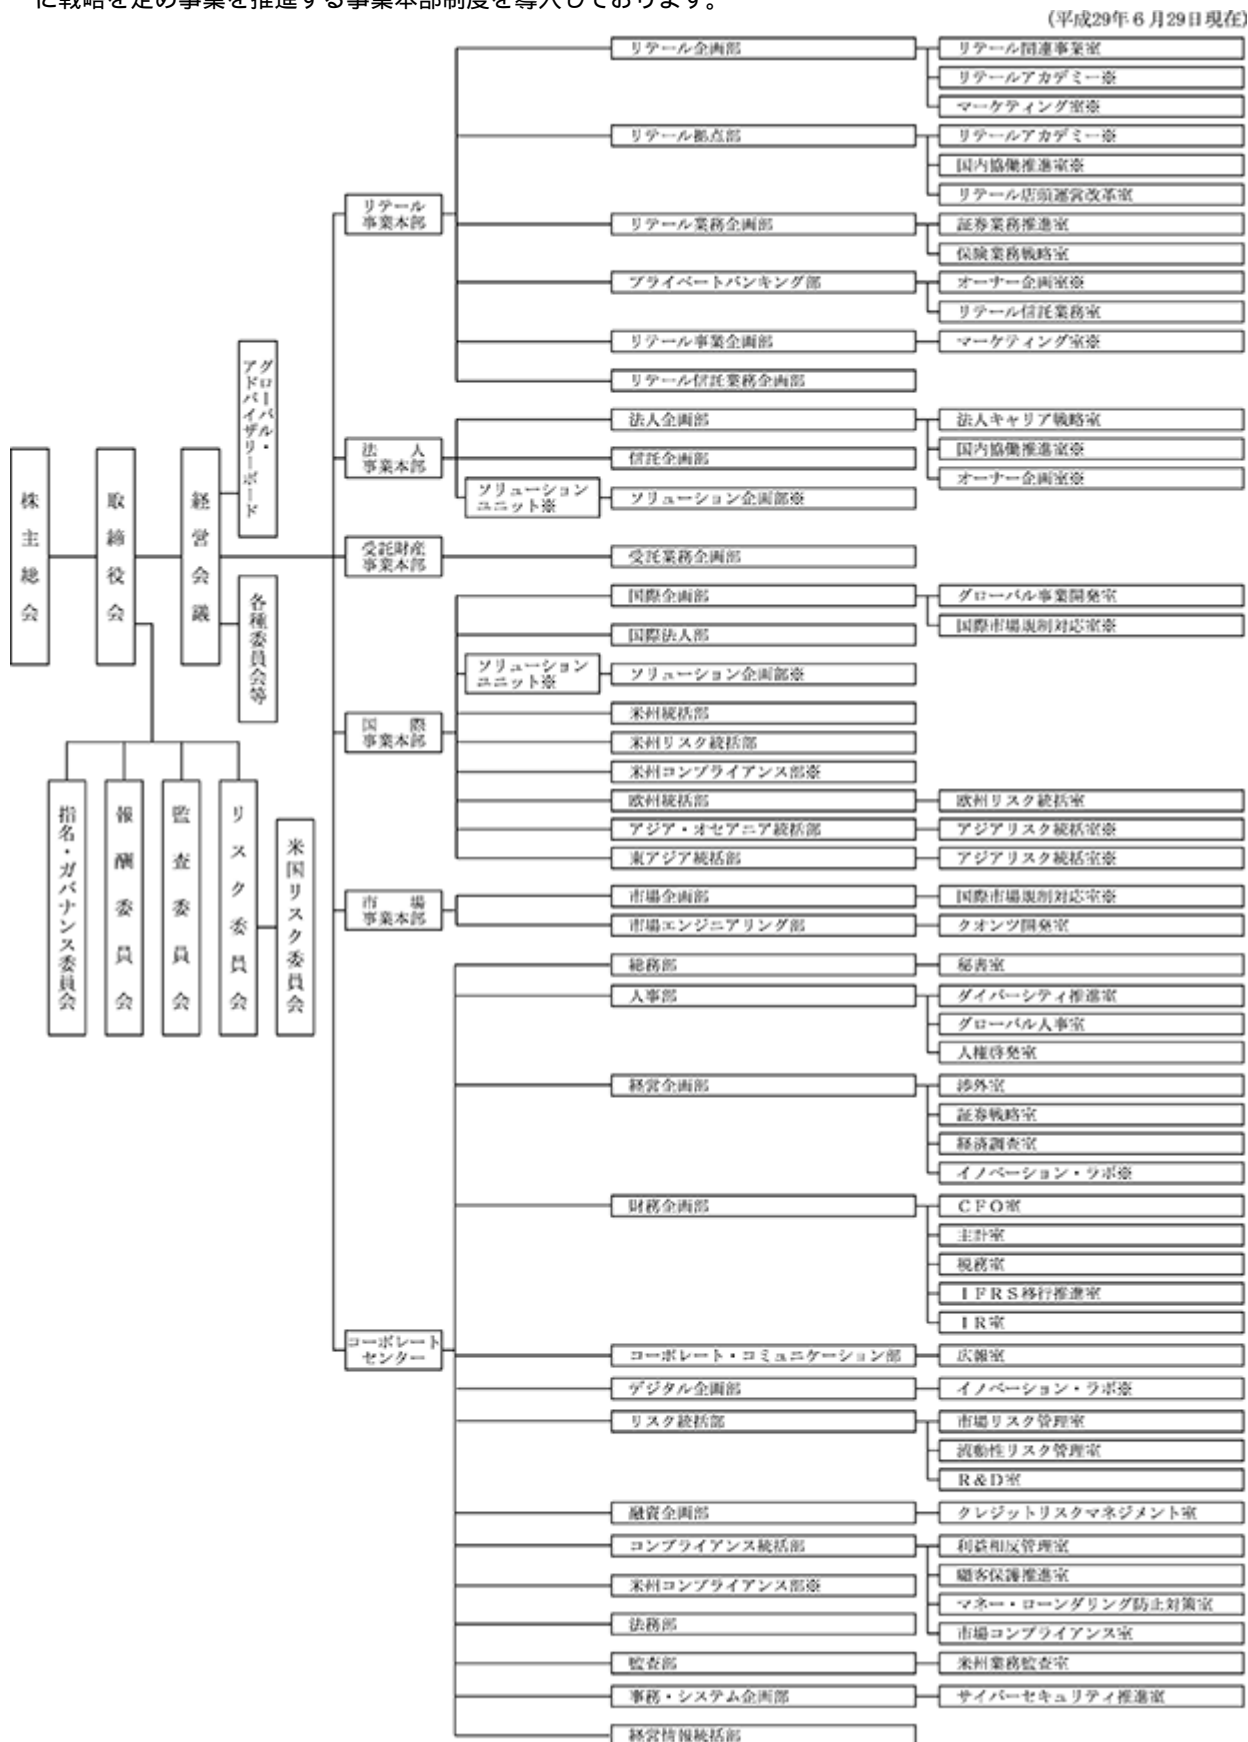 に戦略を定め事業を推進する事業本部制度を導入しております。
(平成29年6月29日現在)
株主総会
取締役会
経営会議
グローバル・アドバイザリーボード
各種委員会等
指名・ガバナンス委員会
報酬委員会
監査委員会
リスク委員会
米国リスク委員会
リテール
事業本部
リテール企画部
リテール関連事業室
リテールアカデミー※
マーケティング室※
リテール拠点部
リテールアカデミー※
国内協働推進室※
リテール店頭運営改革室
リテール業務企画部
証券業務推進室
保険業務戦略室
プライベートバンキング部
オーナー企画室※
リテール信託業務室
リテール事業企画部
マーケティング室※
リテール信託業務企画部
法人
事業本部
法人企画部
法人キャリア戦略室
国内協働推進室※
オーナー企画室※
信託企画部
ソリューション
ユニット※
ソリューション企画部※
受託財産
事業本部
受託業務企画部
国際
事業本部
国際企画部
グローバル事業開発室
国際市場規制対応室※
国際法人部
ソリューション
ユニット※
ソリューション企画部※
米州統括部
米州リスク統括部
米州コンプライアンス部※
欧州統括部
欧州リスク統括室
アジア・オセアニア統括部
アジアリスク統括室※
東アジア統括部
アジアリスク統括室※
市場
事業本部
市場企画部
国際市場規制対応室※
市場エンジニアリング部
クオンツ開発室
コーポレート
センター
総務部
秘書室
人事部
ダイバーシティ推進室
グローバル人事室
人権啓発室
経営企画部
渉外室
証券戦略室
経済調査室
イノベーション・ラボ※
財務企画部
CFO室
主計室
税務室
IFRS移行推進室
IR室
コーポレート・コミュニケーション部
広報室
デジタル企画部
イノベーション・ラボ※
リスク統括部
市場リスク管理室
流動性リスク管理室
R&D室
融資企画部
クレジットリスクマネジメント室
コンプライアンス統括部
利益相反管理室
顧客保護推進室
マネー・ローンダリング防止対策室
市場コンプライアンス室
米州コンプライアンス部※
法務部
監査部
米州業務監査室
事務・システム企画部
サイバーセキュリティ推進室
経営情報統括部